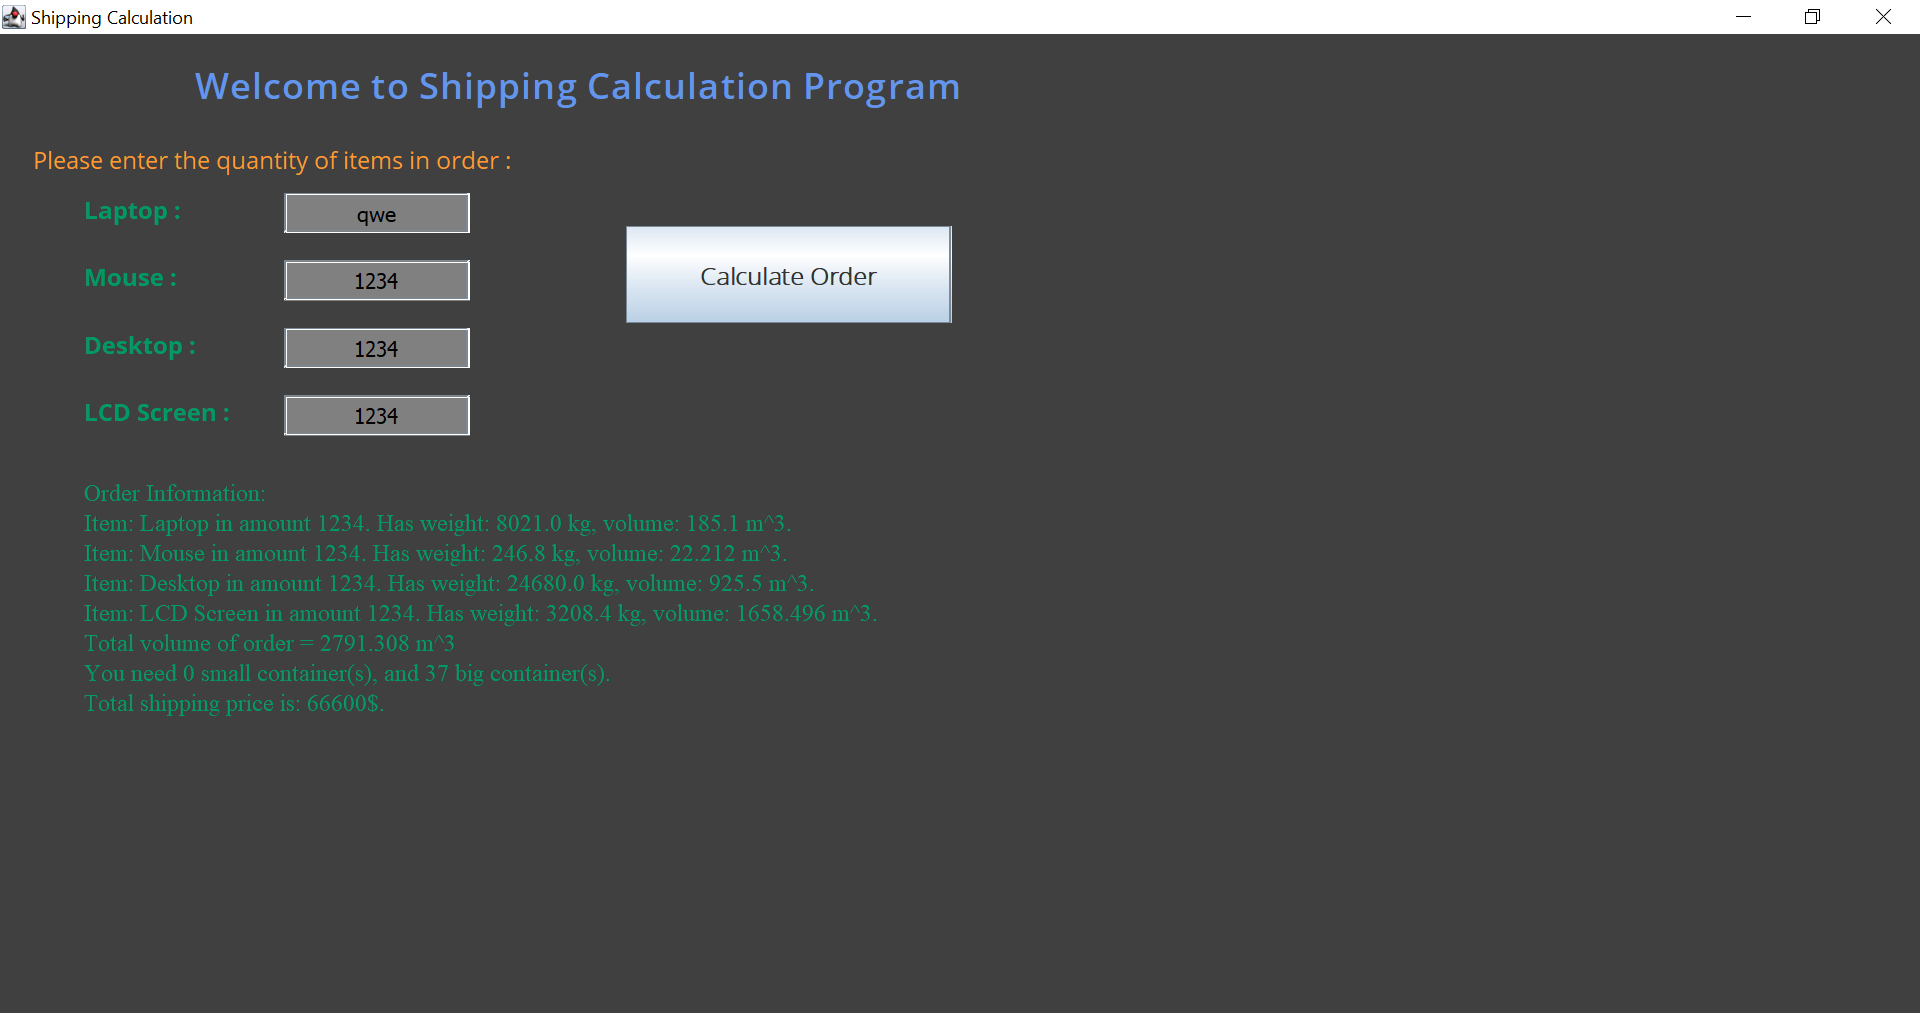 Shipping Calculation
Welcome to Shipping Calculation Program
Please enter the quantity of items in order :
Laptop : qwe
Mouse : 1234
Calculate Order
Desktop : 1234
LCD Screen : 1234
Order Information:
Item: Laptop in amount 1234. Has weight: 8021.0 kg, volume: 185.1 m^3.
Item: Mouse in amount 1234. Has weight: 246.8 kg, volume: 22.212 m^3.
Item: Desktop in amount 1234. Has weight: 24680.0 kg, volume: 925.5 m^3.
Item: LCD Screen in amount 1234. Has weight: 3208.4 kg, volume: 1658.496 m^3.
Total volume of order = 2791.308 m^3
You need 0 small container(s), and 37 big container(s).
Total shipping price is: 66600$.